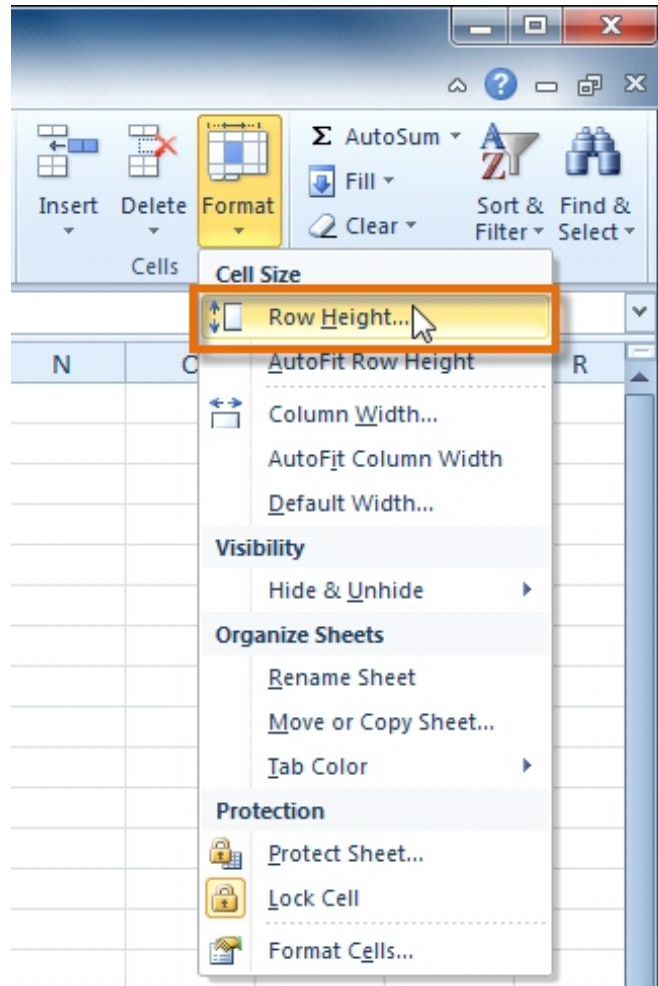 Σ AutoSum
Fill
Clear
Insert Delete Format
Sort & Filter
Find & Select
Cells
Cell Size
Row Height...
AutoFit Row Height
N O R
Column Width...
AutoFit Column Width
Default Width...
Visibility
Hide & Unhide
Organize Sheets
Rename Sheet
Move or Copy Sheet...
Tab Color
Protection
Protect Sheet...
Lock Cell
Format Cells...